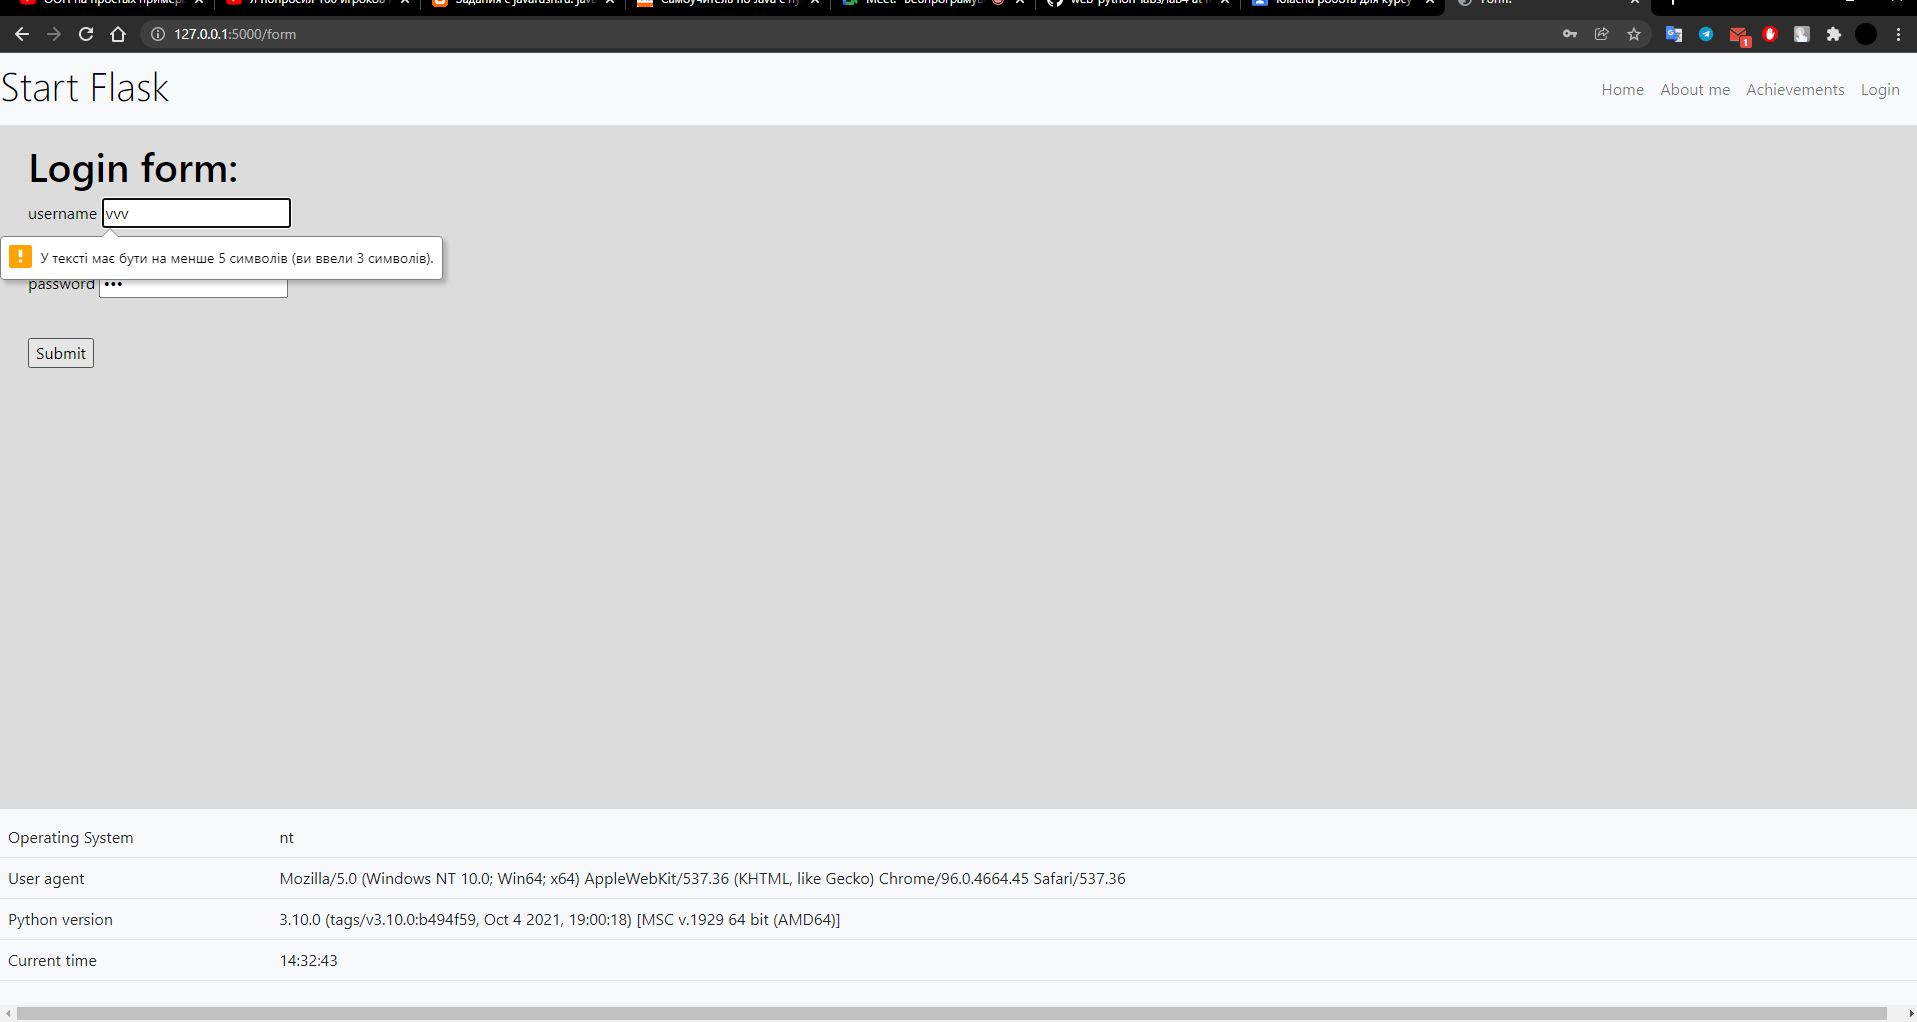 127.0.0.1:5000/form
1
Start Flask
Home About me Achievements Login
Login form:
username vvv
У тексті має бути на менше 5 символів (ви ввели 3 символів).
password •••
Submit
Operating System nt
User agent Mozilla/5.0 (Windows NT 10.0; Win64; x64) AppleWebKit/537.36 (KHTML, like Gecko) Chrome/96.0.4664.45 Safari/537.36
Python version 3.10.0 (tags/v3.10.0:b494f59, Oct 4 2021, 19:00:18) [MSC v.1929 64 bit (AMD64)]
Current time 14:32:43